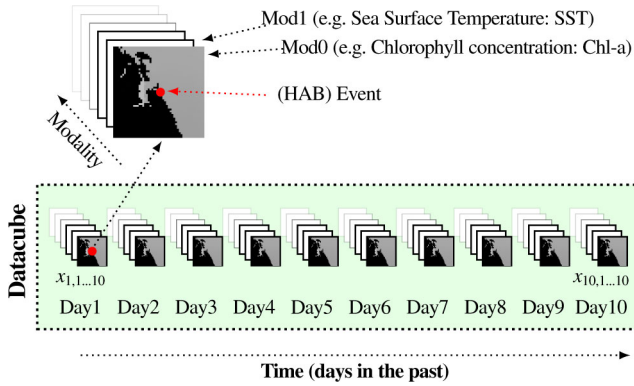 Mod1 (e.g. Sea Surface Temperature: SST)
Mod0 (e.g. Chlorophyll concentration: Chl-a)
(HAB) Event
Modality
Datacube
x1,1...10
x10,1...10
Day1 Day2 Day3 Day4 Day5 Day6 Day7 Day8 Day9 Day10
Time (days in the past)